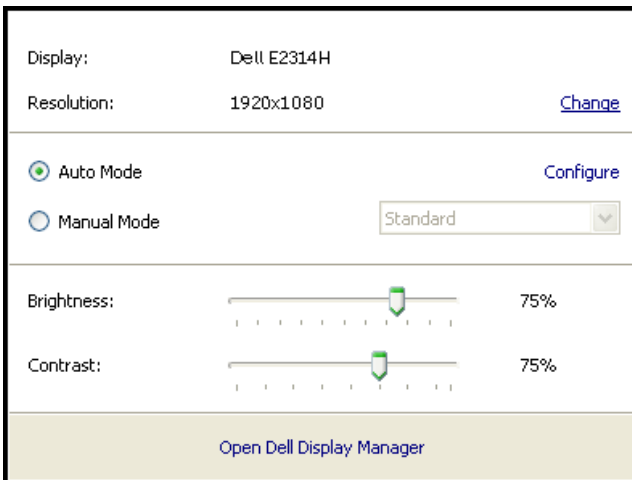 Display: Dell E2314H
Resolution: 1920x1080 Change
Auto Mode Configure
Manual Mode Standard
Brightness: 75%
Contrast: 75%
Open Dell Display Manager